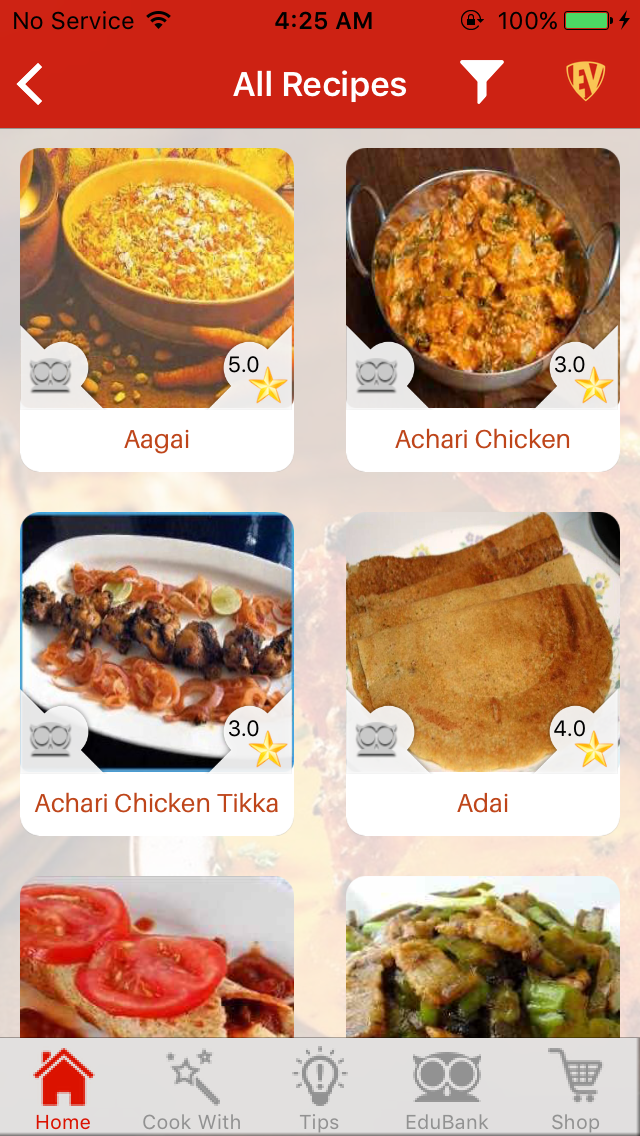 No Service 4:25 AM 100%
All Recipes EV
5.0 3.0
Aagai Achari Chicken
3.0 4.0
Achari Chicken Tikka Adai
Home Cook With Tips EduBank Shop